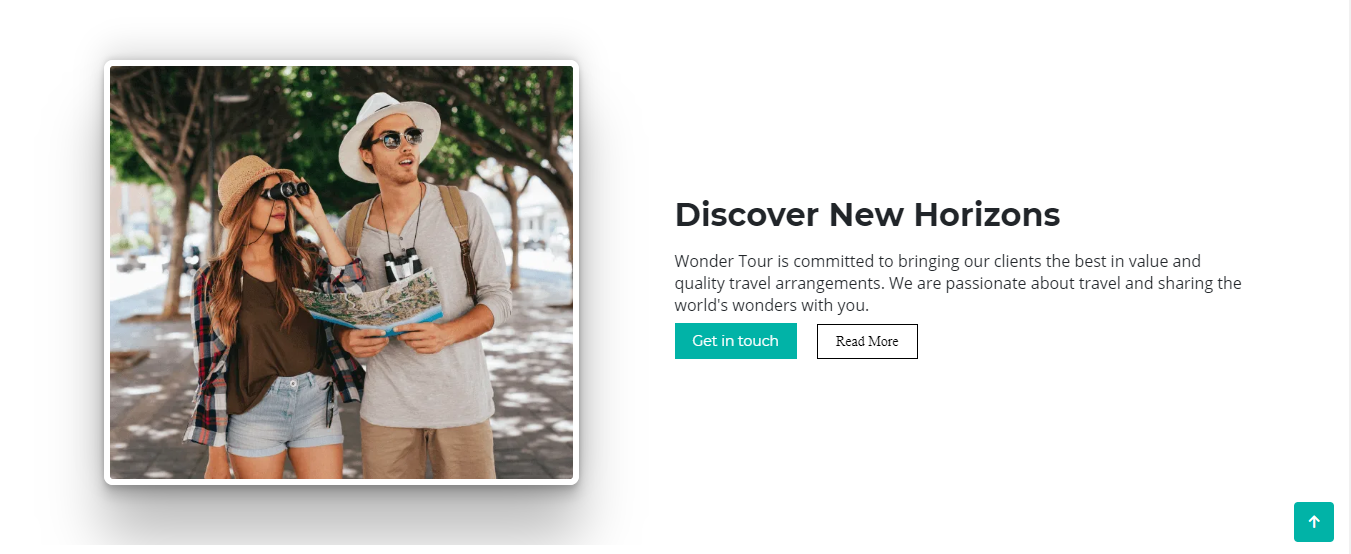 Discover New Horizons
Wonder Tour is committed to bringing our clients the best in value and
quality travel arrangements. We are passionate about travel and sharing the
world's wonders with you.
Get in touch
Read More